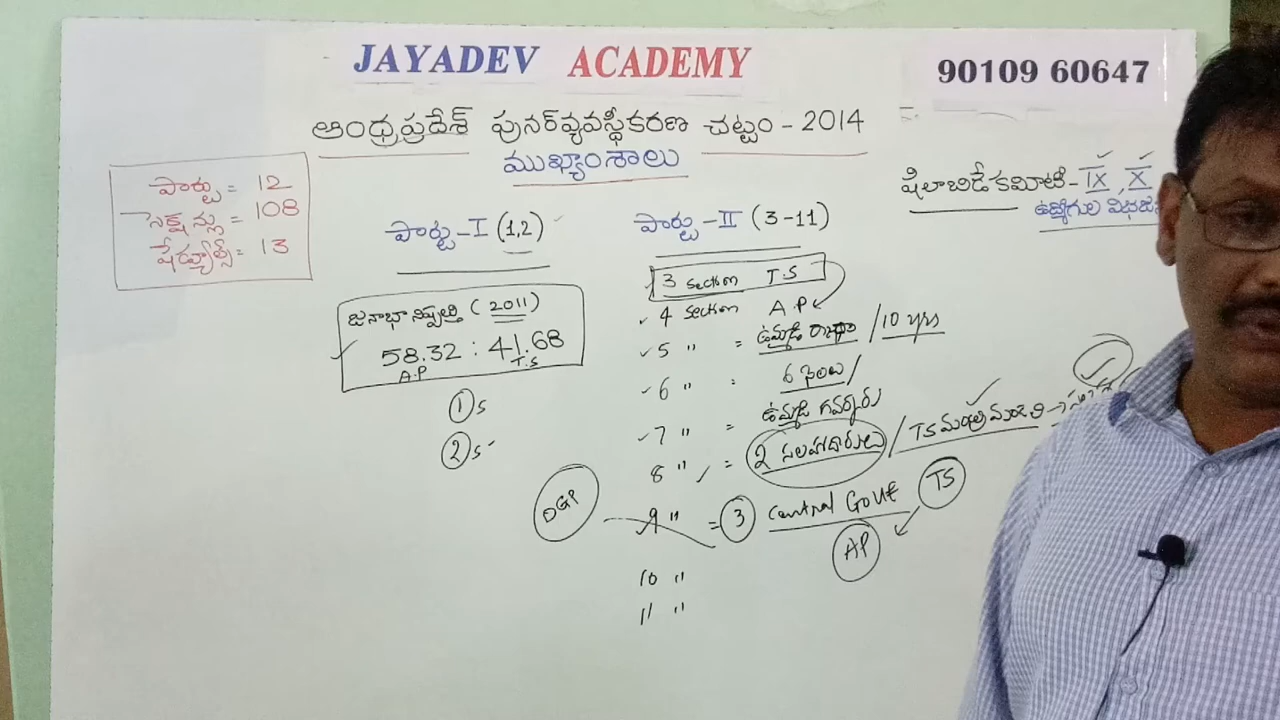 JAYADEV ACADEMY
90109 60647
ఆంధ్రప్రదేశ్ పునర్వ్యవస్థీకరణ చట్టం - 2014
ముఖ్యాంశాలు
పార్టు = 12
సెక్షన్లు = 108
షేడ్యూల్స్ = 13
షీలాబిడే కమిటీ - IX, X
ఉద్యోగుల విభజన
పార్టు - I (1,2)
జనాభా నిష్పత్తి (2011)
58.32 : 41.68
A.P T.S
1 s
2 s
పార్టు - II (3-11)
3 section T.S
4 section A.P
5 " = ఉమ్మడి రాజధాని / 10 yrs
6 " =
7 " = ఉమ్మడి గవర్నరు
8 " = 2 సలహాదారులు / TS మంత్రి మండలి →
DGP
9 " = 3 Central Govt TS
AP
10 "
11 "